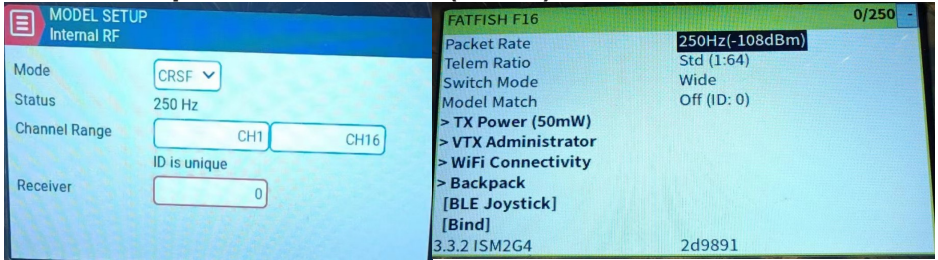 MODEL SETUP
Internal RF
Mode CRSF
Status 250 Hz
Channel Range CH1 CH16
ID is unique
Receiver 0
FATFISH F16 0/250 -
Packet Rate 250Hz(-108dBm)
Telem Ratio Std (1:64)
Switch Mode Wide
Model Match Off (ID: 0)
> TX Power (50mW)
> VTX Administrator
> WiFi Connectivity
> Backpack
[BLE Joystick]
[Bind]
3.3.2 ISM2G4 2d9891